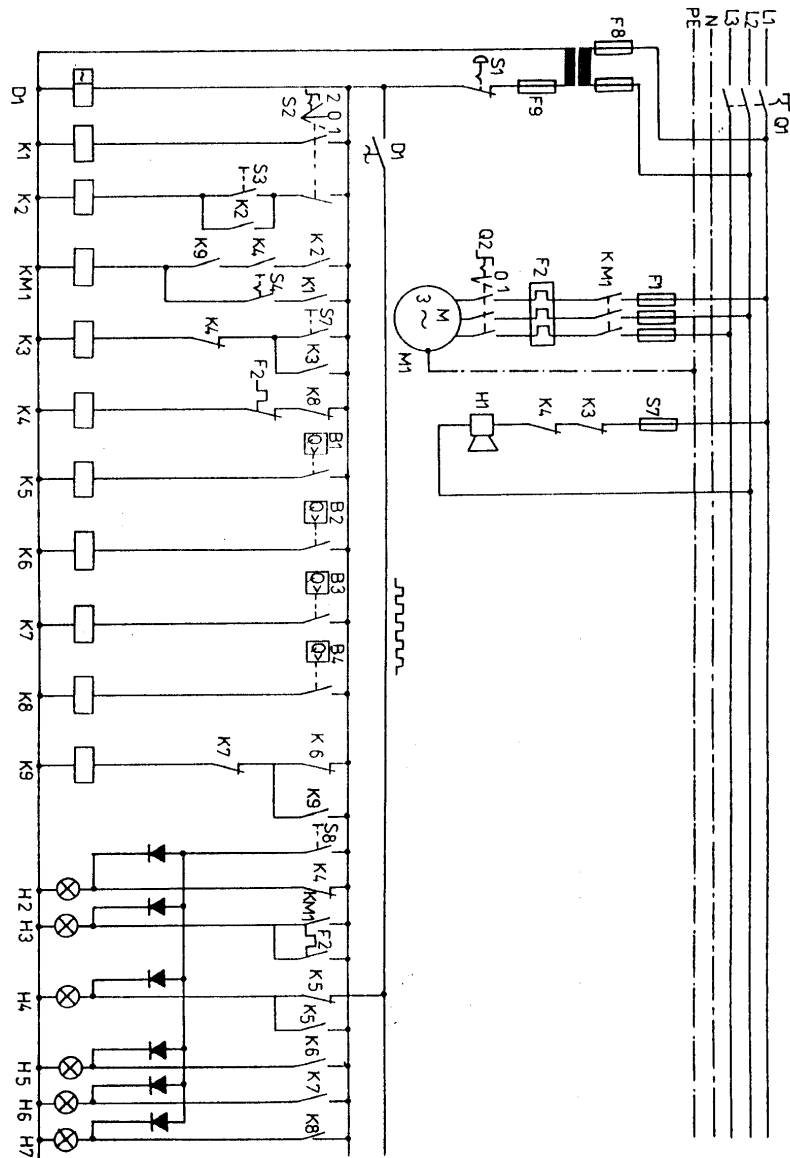 L1
L2
L3
N
PE
Q1
F8
F9
S1
F1
KM1
F2
0 1
Q2
M
3 ~
M1
S7
K3
K4
H1
D1
2 0 1
S2
S3
K2
K2
K4
K9
K1
S4
S7
K3
K4
K8
F2
B1
Q>
B2
Q>
B3
Q>
B4
Q>
K6
K7
K9
S8
K4
KM1
F2
K5
K5
K6
K7
K8
~
D1
K1
K2
KM1
K3
K4
K5
K6
K7
K8
K9
H2
H3
H4
H5
H6
H7